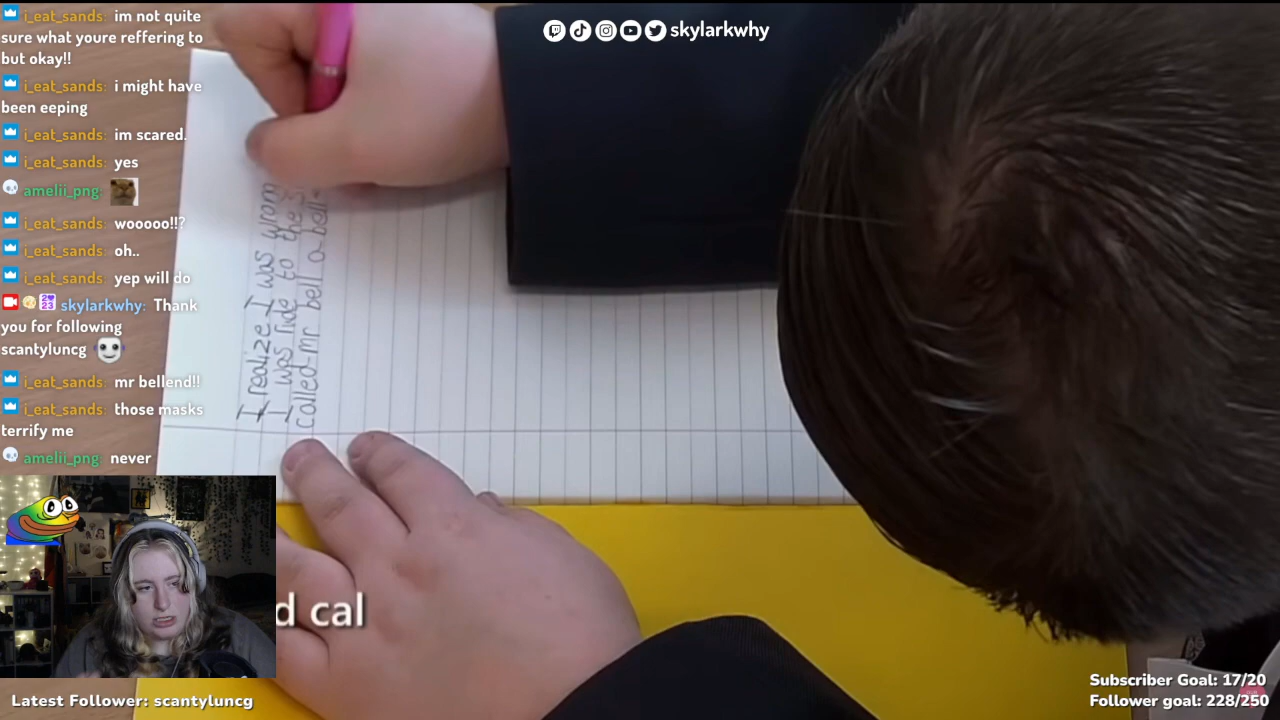 i_eat_sands: im not quite
sure what youre reffering to
but okay!!
i_eat_sands: i might have
been eeping
i_eat_sands: im scared.
i_eat_sands: yes
amelii_png:
i_eat_sands: wooooo!!?
i_eat_sands: oh..
i_eat_sands: yep will do
skylarkwhy: Thank
you for following
scantyluncg
i_eat_sands: mr bellend!!
i_eat_sands: those masks
terrify me
amelii_png: never
skylarkwhy
I realize I was wron
I was ride to the
called mr bell a bell-
d cal
Latest Follower: scantyluncg
Subscriber Goal: 17/20
Follower goal: 228/250